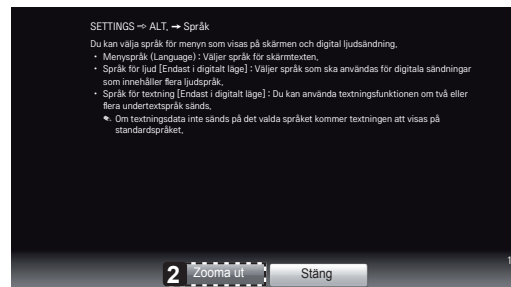 SETTINGS ⇨ ALT. ➙ Språk
Du kan välja språk för menyn som visas på skärmen och digital ljudsändning.
• Menyspråk (Language) : Väljer språk för skärmtexten.
• Språk för ljud [Endast i digitalt läge] : Väljer språk som ska användas för digitala sändningar
som innehåller flera ljudspråk.
• Språk för textning [Endast i digitalt läge] : Du kan använda textningsfunktionen om två eller
flera undertextspråk sänds.
Om textningsdata inte sänds på det valda språket kommer textningen att visas på
standardspråket.
1
2 Zooma ut Stäng